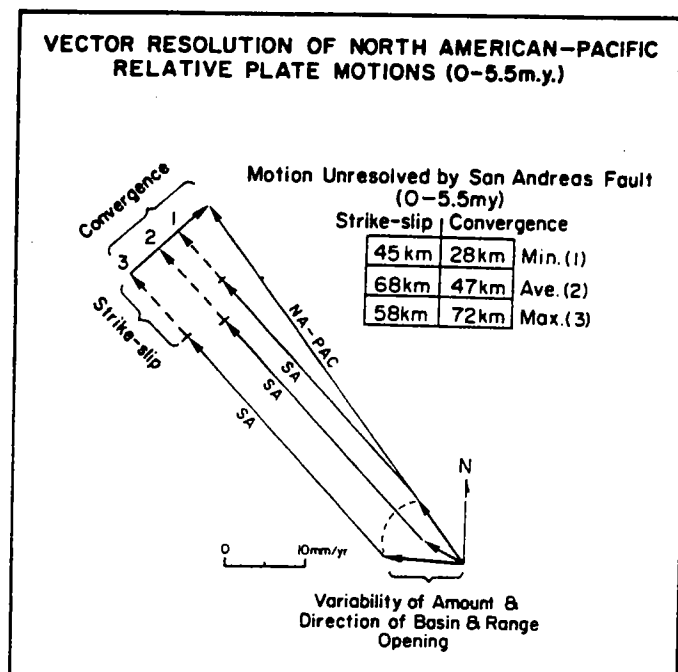 VECTOR RESOLUTION OF NORTH AMERICAN-PACIFIC
RELATIVE PLATE MOTIONS (0-5.5m.y.)
Motion Unresolved by San Andreas Fault
(0-5.5my)
Strike-slip Convergence
45km 28km Min.(1)
68km 47km Ave.(2)
58km 72km Max.(3)
Convergence
1
2
3
Strike-slip
NA-PAC
SA
SA
SA
N
0 10mm/yr
Variability of Amount &
Direction of Basin & Range
Opening